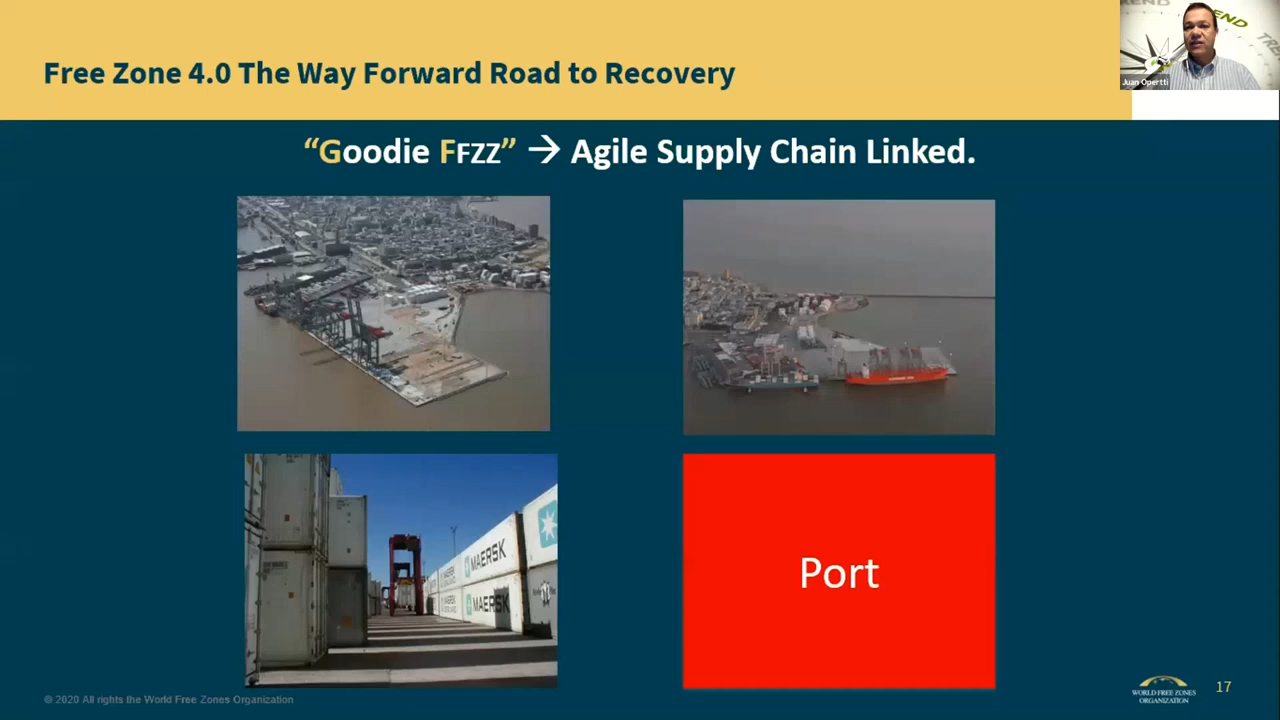 Free Zone 4.0 The Way Forward Road to Recovery
TREND
Juan Opertti
“Goodie FFZZ” → Agile Supply Chain Linked.
MAERSK
MAERSK
Port
© 2020 All rights the World Free Zones Organization
WORLD FREE ZONES
ORGANIZATION
17